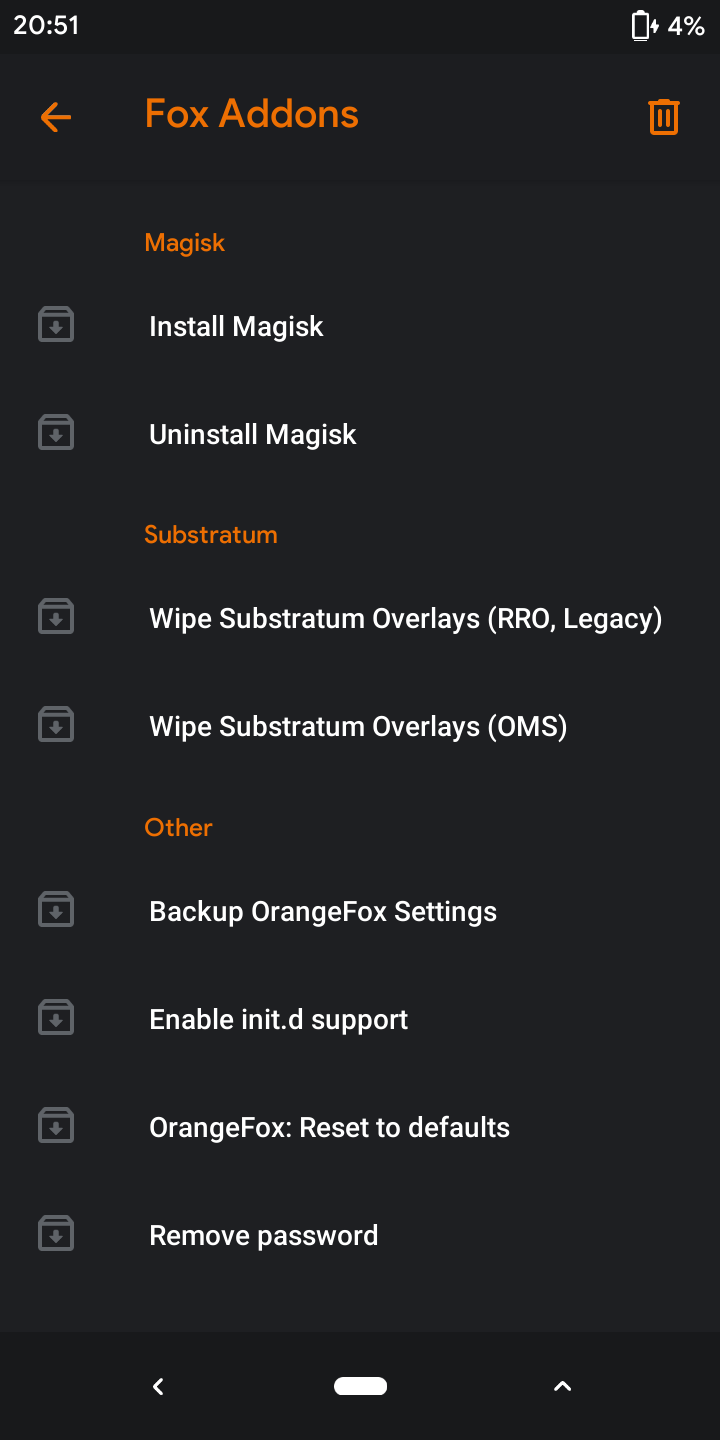 20:51 4%
Fox Addons
Magisk
Install Magisk
Uninstall Magisk
Substratum
Wipe Substratum Overlays (RRO, Legacy)
Wipe Substratum Overlays (OMS)
Other
Backup OrangeFox Settings
Enable init.d support
OrangeFox: Reset to defaults
Remove password